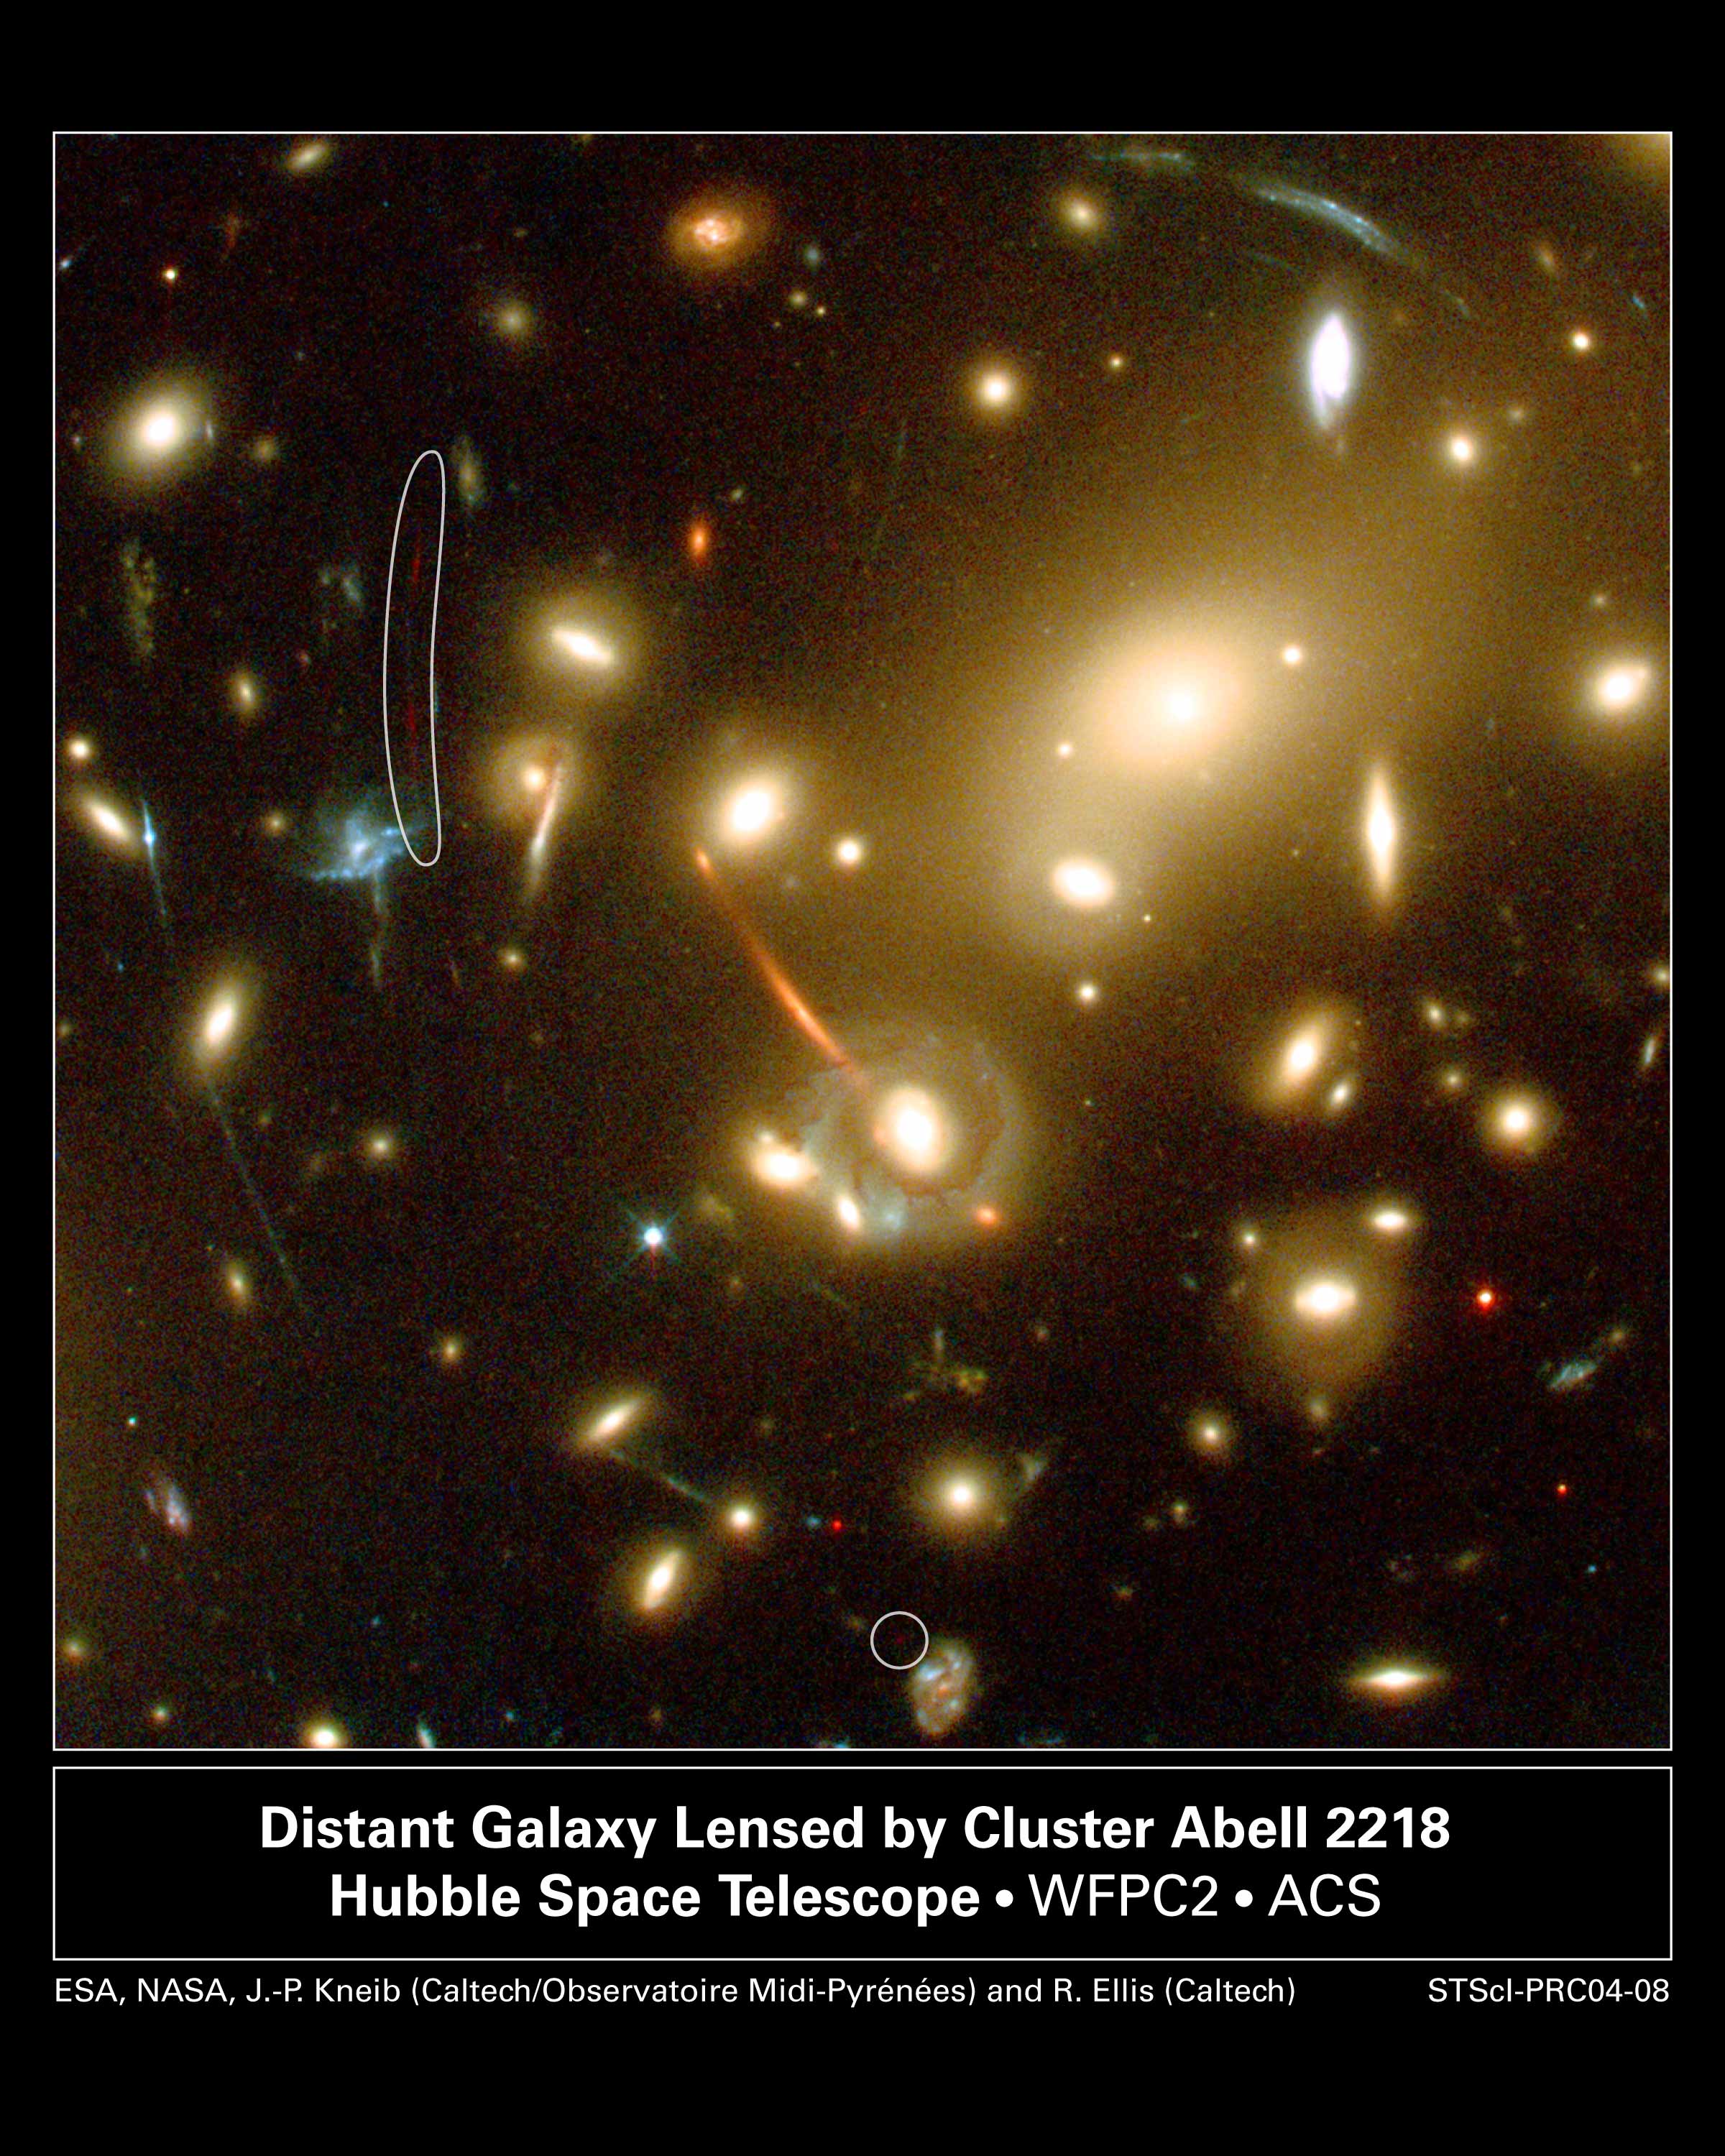 Distant Galaxy Lensed by Cluster Abell 2218
Hubble Space Telescope • WFPC2 • ACS
ESA, NASA, J.-P. Kneib (Caltech/Observatoire Midi-Pyrénées) and R. Ellis (Caltech) STScI-PRC04-08